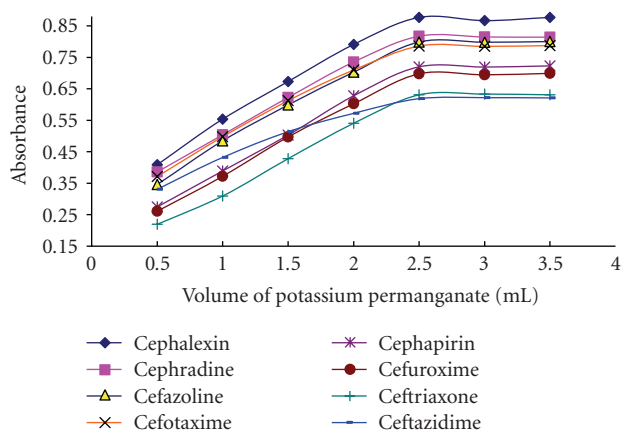 0.85
0.75
0.65
0.55
0.45
0.35
0.25
0.15
Absorbance
0 0.5 1 1.5 2 2.5 3 3.5 4
Volume of potassium permanganate (mL)
Cephalexin
Cephradine
Cefazoline
Cefotaxime
Cephapirin
Cefuroxime
Ceftriaxone
Ceftazidime